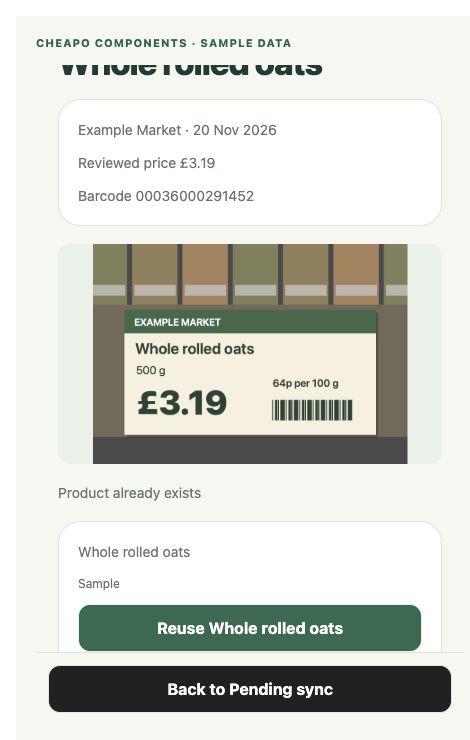 CHEAPO COMPONENTS · SAMPLE DATA
Whole rolled oats
Example Market · 20 Nov 2026
Reviewed price £3.19
Barcode 00036000291452
EXAMPLE MARKET
Whole rolled oats
500 g
64p per 100 g
£3.19
Product already exists
Whole rolled oats
Sample
Reuse Whole rolled oats
Back to Pending sync